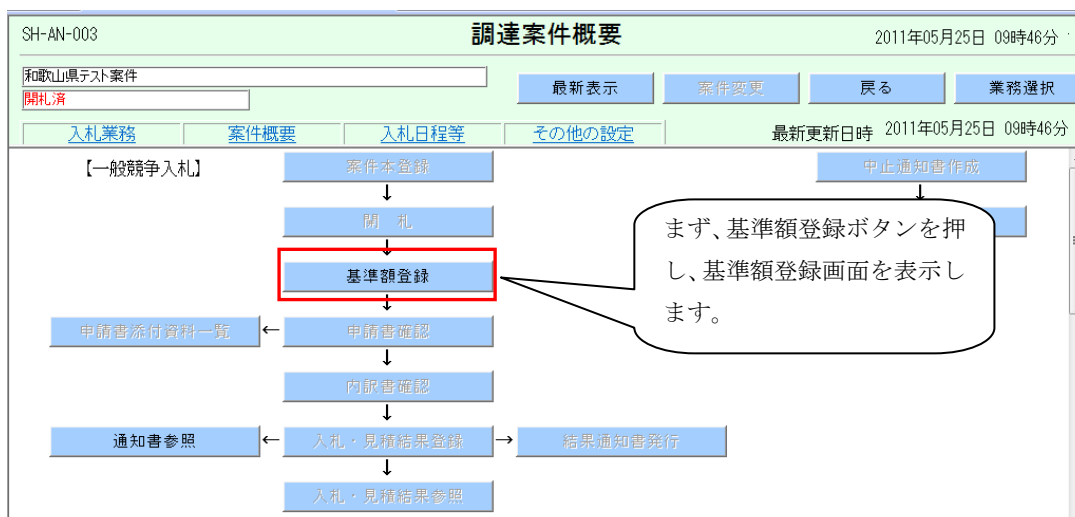 SH-AN-003
調達案件概要
2011年05月25日 09時46分
和歌山県テスト案件
開札済
最新表示
案件変更
戻る
業務選択
入札業務
案件概要
入札日程等
その他の設定
最新更新日時 2011年05月25日 09時46分
【一般競争入札】
案件本登録
中止通知書作成
↓
↓
開 札
↓
基準額登録
まず、基準額登録ボタンを押
し、基準額登録画面を表示し
ます。
↓
申請書添付資料一覧
←
申請書確認
↓
内訳書確認
↓
通知書参照
←
入札・見積結果登録
→
結果通知書発行
↓
入札・見積結果参照